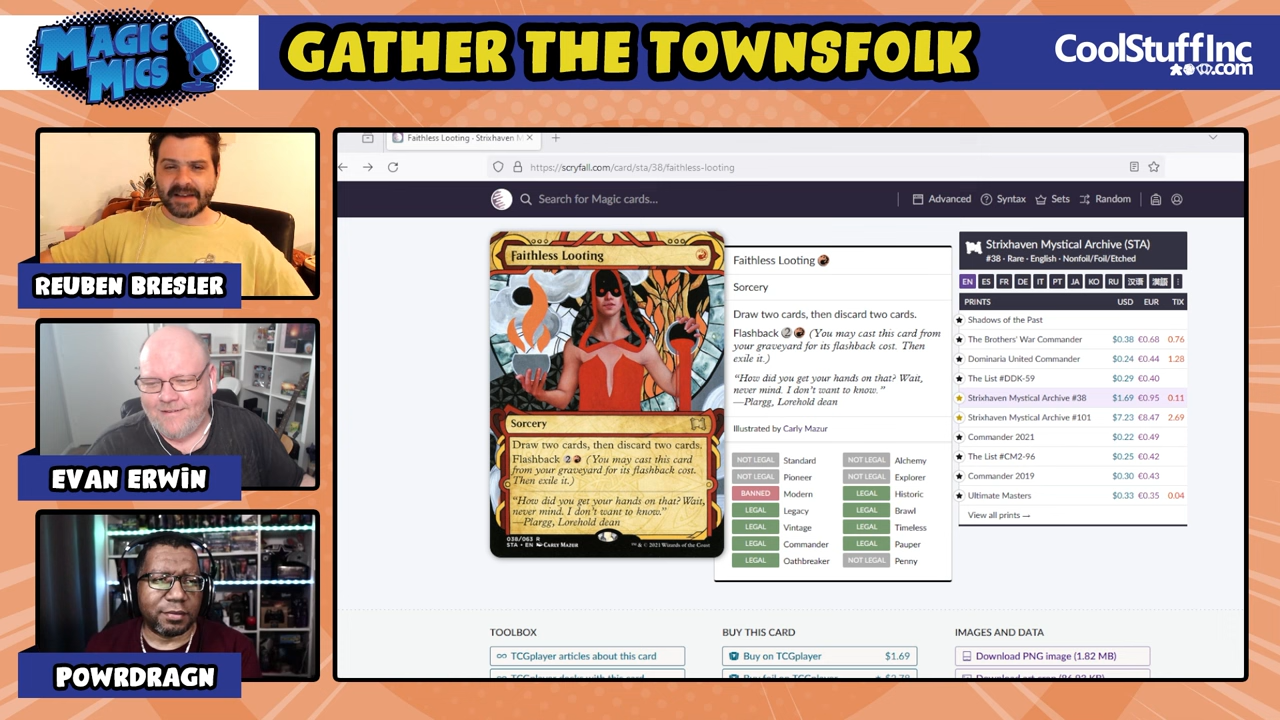 MAGIC
MICS
GATHER THE TOWNSFOLK
CoolStuffInc
.com
REUBEN BRESLER
EVAN ERWIN
POWRDRAGN
Faithless Looting · Strixhaven M
https://scryfall.com/card/sta/38/faithless-looting
Search for Magic cards...
Advanced
Syntax
Sets
Random
Faithless Looting
Sorcery
Draw two cards, then discard two cards.
Flashback 2 (You may cast this card
from your graveyard for its flashback cost.
Then exile it.)
"How did you get your hands on that? Wait,
never mind. I don't want to know."
—Plargg, Lorehold dean
038/063 R
STA • EN Carly Mazur
™ & © 2021 Wizards of the Coast
Faithless Looting
Sorcery
Draw two cards, then discard two cards.
Flashback 2 (You may cast this card from
your graveyard for its flashback cost. Then
exile it.)
"How did you get your hands on that? Wait,
never mind. I don't want to know."
—Plargg, Lorehold dean
Illustrated by Carly Mazur
NOT LEGAL Standard NOT LEGAL Alchemy
NOT LEGAL Pioneer NOT LEGAL Explorer
BANNED Modern LEGAL Historic
LEGAL Legacy LEGAL Brawl
LEGAL Vintage LEGAL Timeless
LEGAL Commander LEGAL Pauper
LEGAL Oathbreaker NOT LEGAL Penny
Strixhaven Mystical Archive (STA)
#38 · Rare · English · Nonfoil/Foil/Etched
EN ES FR DE IT PT JA KO RU 汉语 漢語
PRINTS USD EUR TIX
Shadows of the Past
The Brothers' War Commander $0.38 €0.68 0.76
Dominaria United Commander $0.24 €0.44 1.28
The List #DDK-59 $0.29 €0.40
Strixhaven Mystical Archive #38 $1.69 €0.95 0.11
Strixhaven Mystical Archive #101 $7.23 €8.47 2.69
Commander 2021 $0.22 €0.49
The List #CM2-96 $0.25 €0.42
Commander 2019 $0.30 €0.43
Ultimate Masters $0.33 €0.35 0.04
View all prints →
TOOLBOX
TCGplayer articles about this card
TCGplayer decks with this card
BUY THIS CARD
Buy on TCGplayer $1.69
IMAGES AND DATA
Download PNG image (1.82 MB)